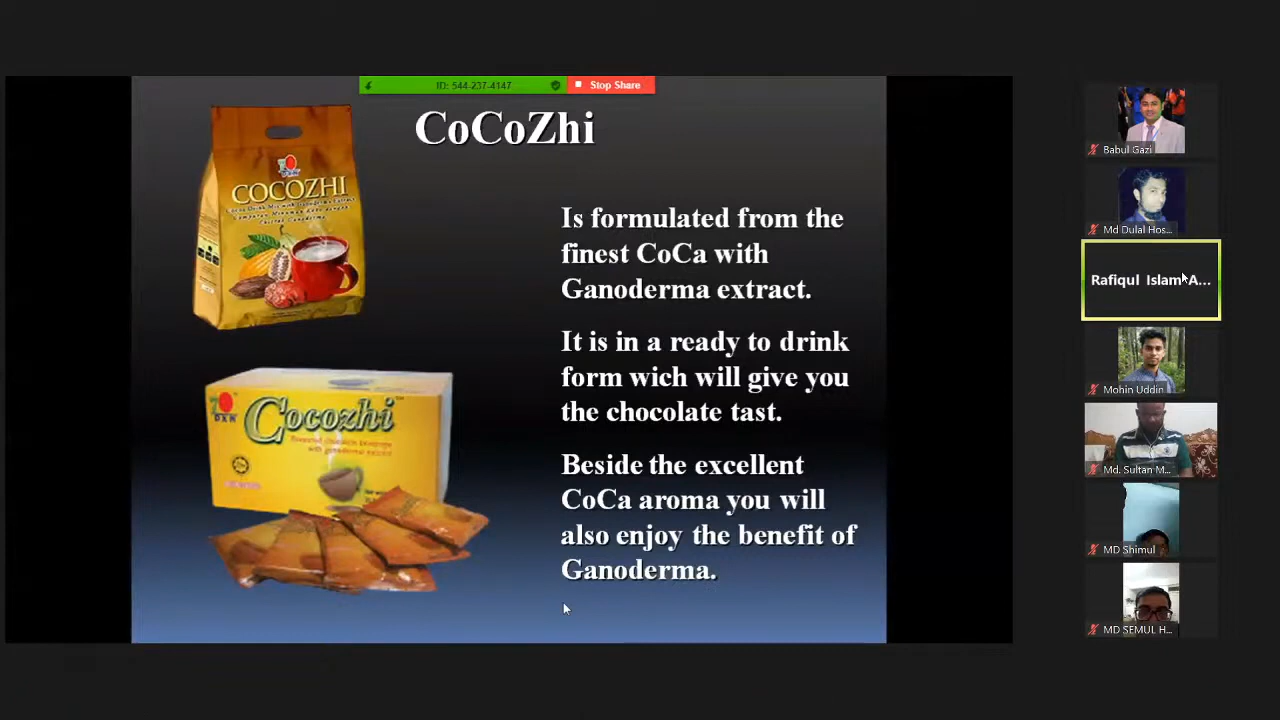 ID: 544-237-4147
Stop Share
CoCoZhi
DXN
COCOZHI
Is formulated from the
finest CoCa with
Ganoderma extract.
It is in a ready to drink
form wich will give you
the chocolate tast.
DXN
Cocozhi
Beside the excellent
CoCa aroma you will
also enjoy the benefit of
Ganoderma.
Babul Gazi
Md Dulal Hos...
Rafiqul Islam A...
Mohin Uddin
Md. Sultan M...
MD Shimul
MD SEMUL H...